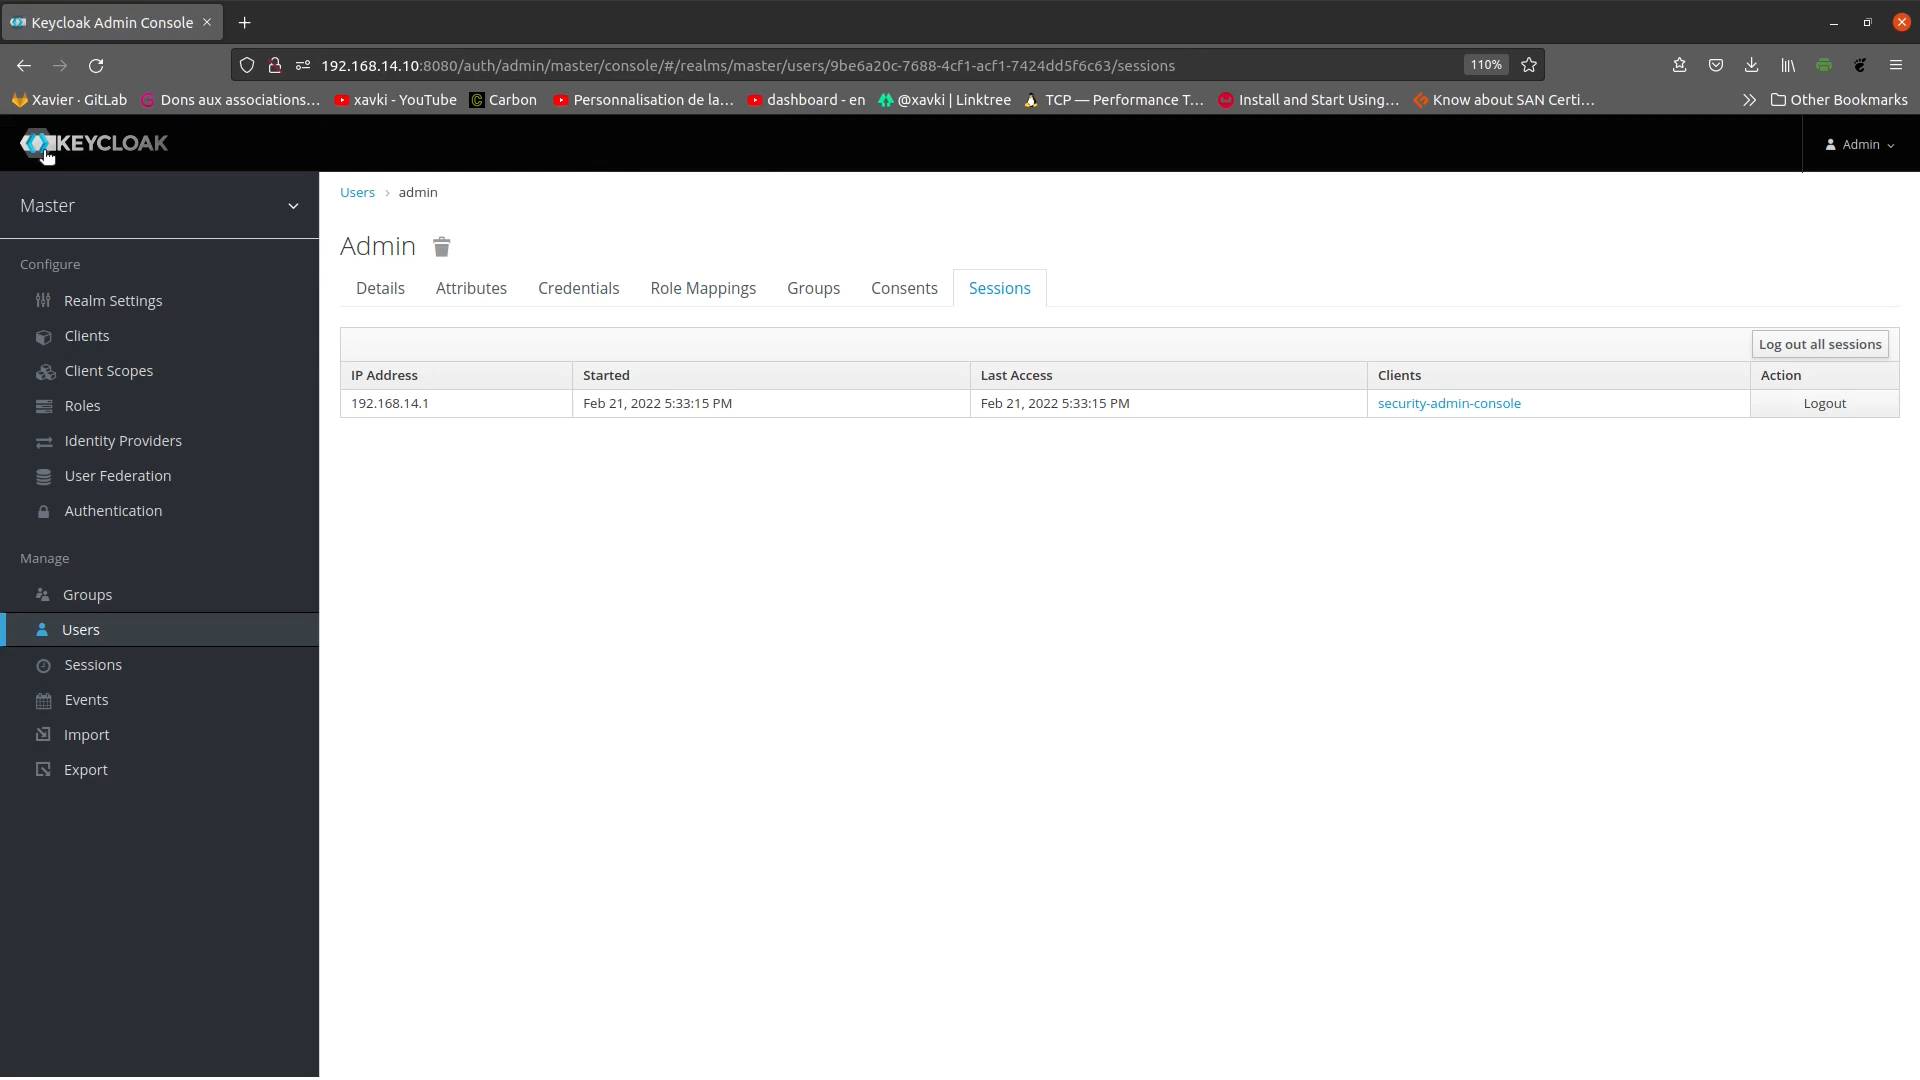 Keycloak Admin Console
192.168.14.10:8080/auth/admin/master/console/#/realms/master/users/9be6a20c-7688-4cf1-acf1-7424dd5f6c63/sessions
110%
Xavier · GitLab
Dons aux associations…
xavki - YouTube
Carbon
Personnalisation de la…
dashboard - en
@xavki | Linktree
TCP — Performance T…
Install and Start Using…
Know about SAN Certi…
Other Bookmarks
KEYCLOAK
Admin
Master
Configure
Realm Settings
Clients
Client Scopes
Roles
Identity Providers
User Federation
Authentication
Manage
Groups
Users
Sessions
Events
Import
Export
Users > admin
Admin
Details Attributes Credentials Role Mappings Groups Consents Sessions
Log out all sessions
IP Address Started Last Access Clients Action
192.168.14.1 Feb 21, 2022 5:33:15 PM Feb 21, 2022 5:33:15 PM security-admin-console Logout